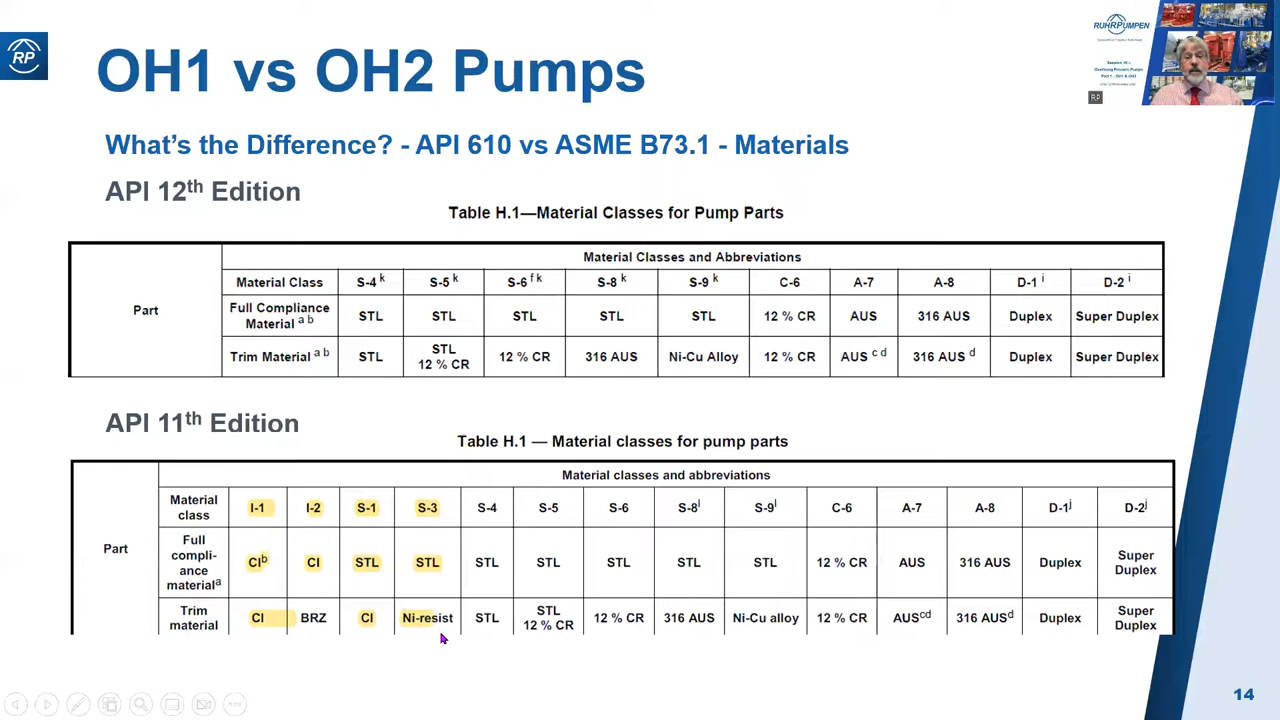 RP
OH1 vs OH2 Pumps
RUHRPUMPEN
RP
What's the Difference? - API 610 vs ASME B73.1 - Materials
API 12th Edition
Table H.1—Material Classes for Pump Parts
Part
Material Classes and Abbreviations
Material Class S-4 k S-5 k S-6 f k S-8 k S-9 k C-6 A-7 A-8 D-1 i D-2 i
Full Compliance Material a b STL STL STL STL STL 12 % CR AUS 316 AUS Duplex Super Duplex
Trim Material a b STL STL 12 % CR 12 % CR 316 AUS Ni-Cu Alloy 12 % CR AUS c d 316 AUS d Duplex Super Duplex
API 11th Edition
Table H.1 — Material classes for pump parts
Part
Material classes and abbreviations
Material class I-1 I-2 S-1 S-3 S-4 S-5 S-6 S-8l S-9l C-6 A-7 A-8 D-1j D-2j
Full compli-ance materiala CIb CI STL STL STL STL STL STL STL 12 % CR AUS 316 AUS Duplex Super Duplex
Trim material CI BRZ CI Ni-resist STL STL 12 % CR 12 % CR 316 AUS Ni-Cu alloy 12 % CR AUScd 316 AUSd Duplex Super Duplex
14